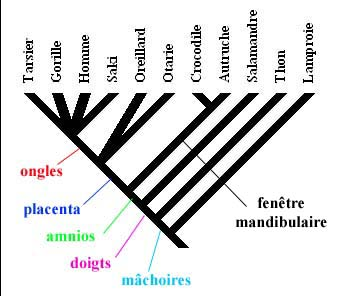 Tarsier
Gorille
Homme
Saki
Oreillard
Otarie
Crocodile
Autruche
Salamandre
Thon
Lamproie
ongles
placenta
amnios
doigts
mâchoires
fenêtre
mandibulaire